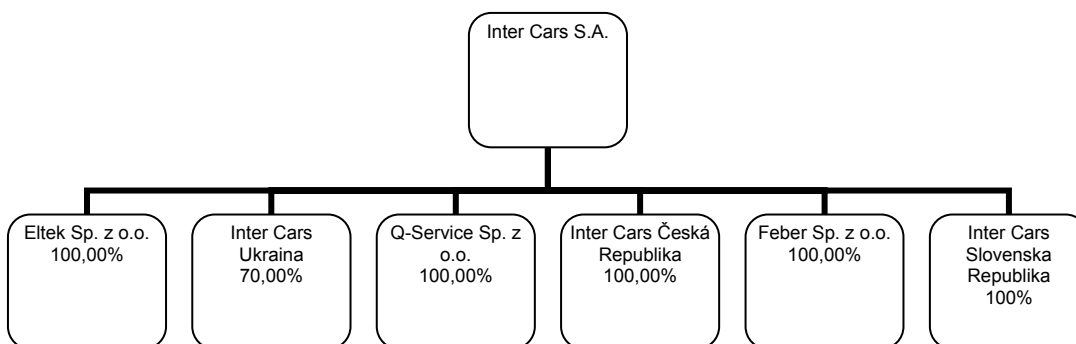 Inter Cars S.A.
Eltek Sp. z o.o.
100,00%
Inter Cars
Ukraina
70,00%
Q-Service Sp. z
o.o.
100,00%
Inter Cars Česká
Republika
100,00%
Feber Sp. z o.o.
100,00%
Inter Cars
Slovenska
Republika
100%